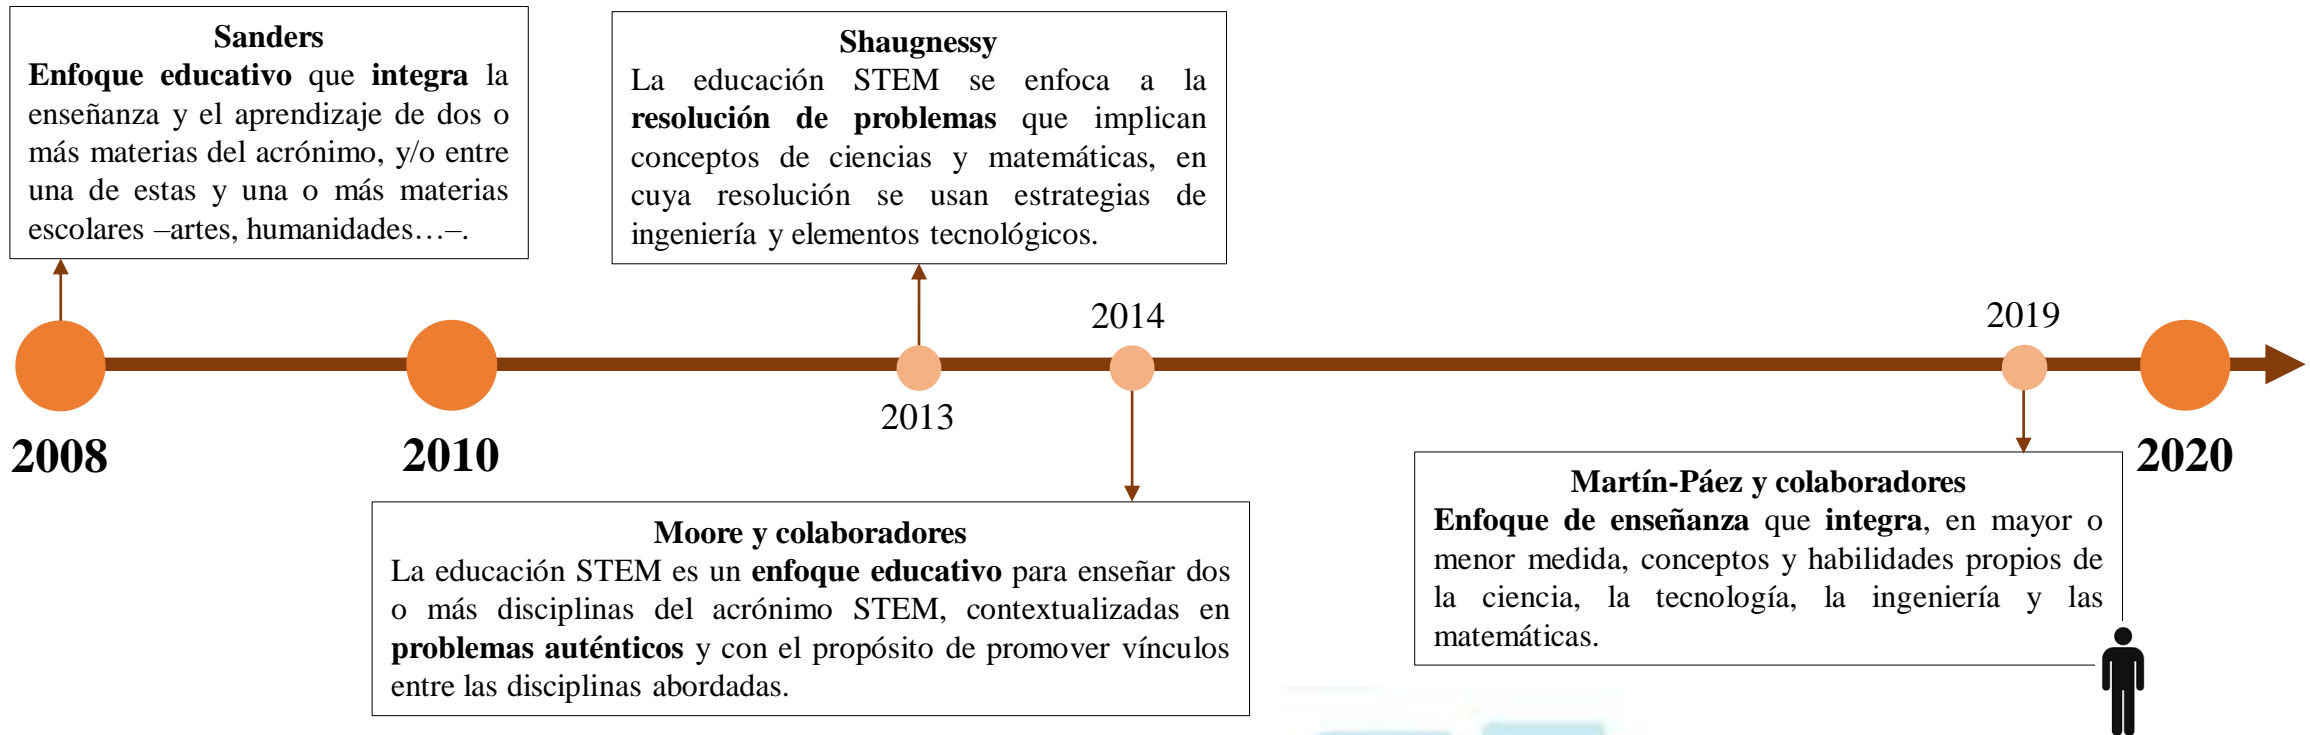 Sanders
Enfoque educativo que integra la
enseñanza y el aprendizaje de dos o
más materias del acrónimo, y/o entre
una de estas y una o más materias
escolares –artes, humanidades…–.
Shaugnessy
La educación STEM se enfoca a la
resolución de problemas que implican
conceptos de ciencias y matemáticas, en
cuya resolución se usan estrategias de
ingeniería y elementos tecnológicos.
2014
2019
2013
2008
2010
2020
Moore y colaboradores
La educación STEM es un enfoque educativo para enseñar dos
o más disciplinas del acrónimo STEM, contextualizadas en
problemas auténticos y con el propósito de promover vínculos
entre las disciplinas abordadas.
Martín-Páez y colaboradores
Enfoque de enseñanza que integra, en mayor o
menor medida, conceptos y habilidades propios de
la ciencia, la tecnología, la ingeniería y las
matemáticas.